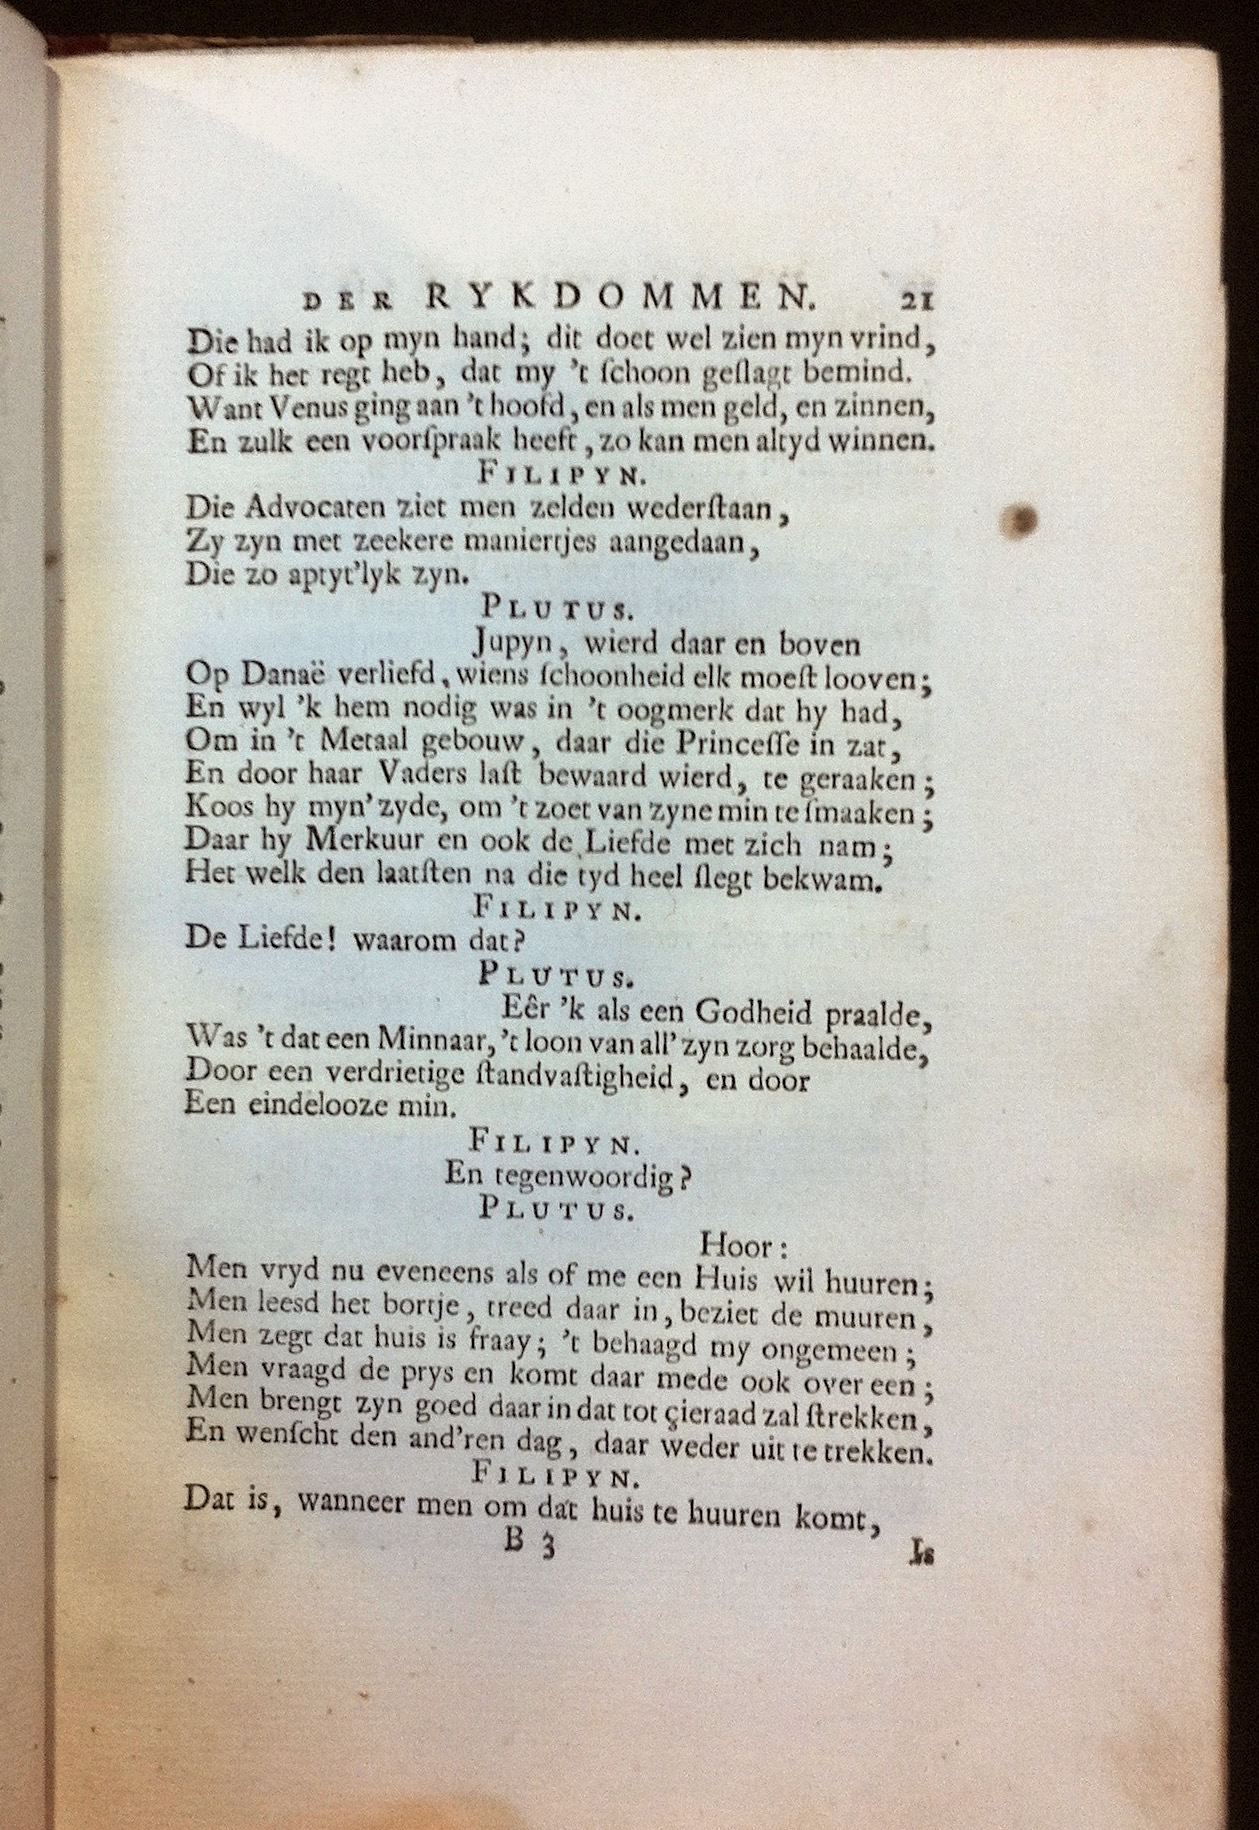 DER RYKDOMMEN. 21
Die had ik op myn hand; dit doet wel zien myn vrind,
Of ik het regt heb, dat my 't ſchoon geſlagt bemind.
Want Venus ging aan 't hoofd, en als men geld, en zinnen,
En zulk een voorſpraak heeft, zo kan men altyd winnen.
FILIPYN.
Die Advocaten ziet men zelden wederſtaan,
Zy zyn met zeekere maniertjes aangedaan,
Die zo aptyt'lyk zyn.
PLUTUS.
Jupyn, wierd daar en boven
Op Danaë verliefd, wiens ſchoonheid elk moeſt looven;
En wyl 'k hem nodig was in 't oogmerk dat hy had,
Om in 't Metaal gebouw, daar die Princeſſe in zat,
En door haar Vaders laſt bewaard wierd, te geraaken;
Koos hy myn' zyde, om 't zoet van zyne min te ſmaaken;
Daar hy Merkuur en ook de Liefde met zich nam;
Het welk den laatſten na die tyd heel ſlegt bekwam.
FILIPYN.
De Liefde! waarom dat?
PLUTUS.
Eêr 'k als een Godheid praalde,
Was 't dat een Minnaar, 't loon van all' zyn zorg behaalde,
Door een verdrietige ſtandvaſtigheid, en door
Een eindelooze min.
FILIPYN.
En tegenwoordig?
PLUTUS.
Hoor:
Men vryd nu eveneens als of me een Huis wil huuren;
Men leesd het bortje, treed daar in, beziet de muuren,
Men zegt dat huis is fraay; 't behaagd my ongemeen;
Men vraagd de prys en komt daar mede ook over een;
Men brengt zyn goed daar in dat tot çieraad zal ſtrekken,
En wenſcht den and'ren dag, daar weder uit te trekken.
FILIPYN.
Dat is, wanneer men om dat huis te huuren komt,
B 3 Is